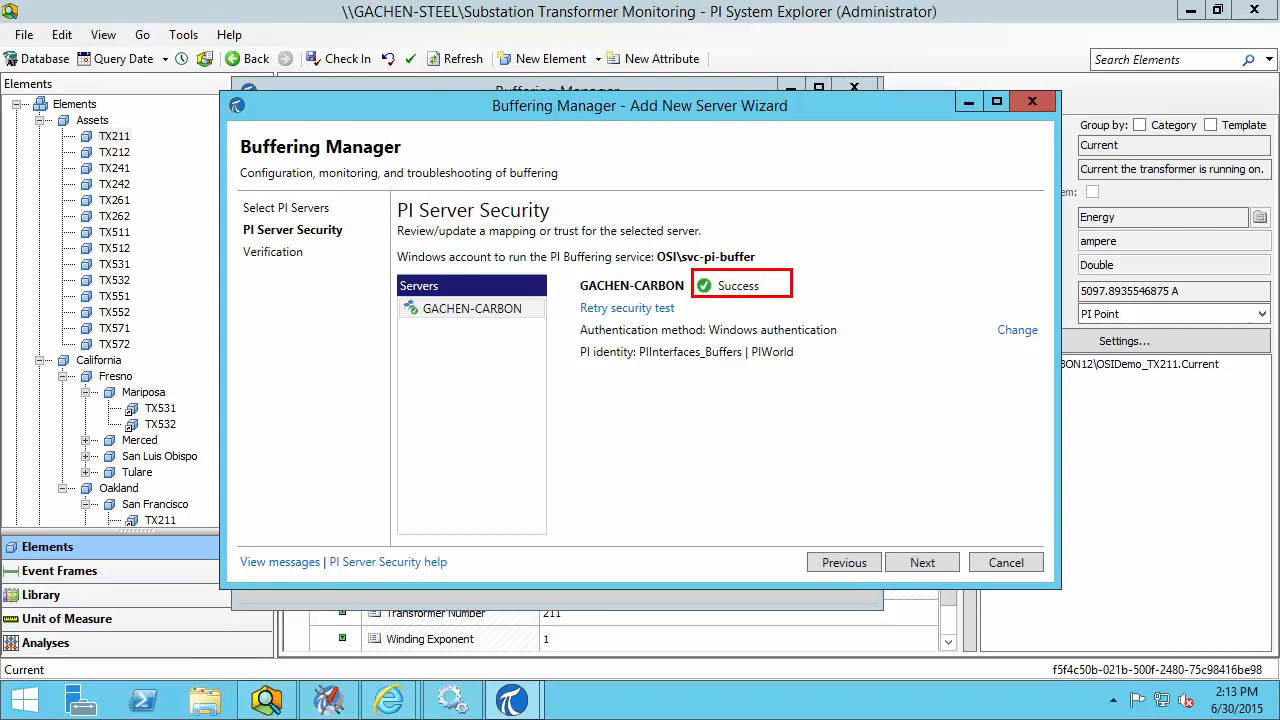 \\GACHEN-STEEL\Substation Transformer Monitoring - PI System Explorer (Administrator)
File Edit View Go Tools Help
Database Query Date Back Check In Refresh New Element New Attribute Search Elements
Elements
Elements
Assets
TX211
TX212
TX241
TX242
TX261
TX262
TX511
TX512
TX531
TX532
TX551
TX552
TX571
TX572
California
Fresno
Mariposa
TX531
TX532
Merced
San Luis Obispo
Tulare
Oakland
San Francisco
TX211
Elements
Event Frames
Library
Unit of Measure
Analyses
Buffering Manager - Add New Server Wizard
Buffering Manager
Configuration, monitoring, and troubleshooting of buffering
Select PI Servers
PI Server Security
Verification
PI Server Security
Review/update a mapping or trust for the selected server.
Windows account to run the PI Buffering service: OSI\svc-pi-buffer
Servers
GACHEN-CARBON
GACHEN-CARBON Success
Retry security test
Authentication method: Windows authentication Change
PI identity: PIInterfaces_Buffers | PIWorld
View messages | PI Server Security help
Previous Next Cancel
Transformer Number 211
Winding Exponent 1
Group by: Category Template
Current
Current the transformer is running on.
Energy
ampere
Double
5097.8935546875 A
PI Point
Settings...
BON12\OSIDemo_TX211.Current
Current f5f4c50b-021b-500f-2480-75c98416be98
2:13 PM
6/30/2015